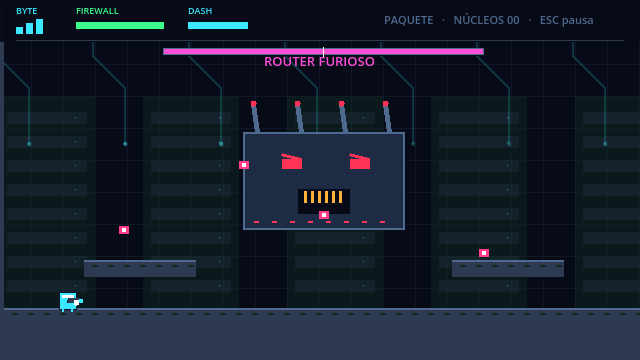 BYTE
FIREWALL
DASH
PAQUETE · NÚCLEOS 00 · ESC pausa
ROUTER FURIOSO